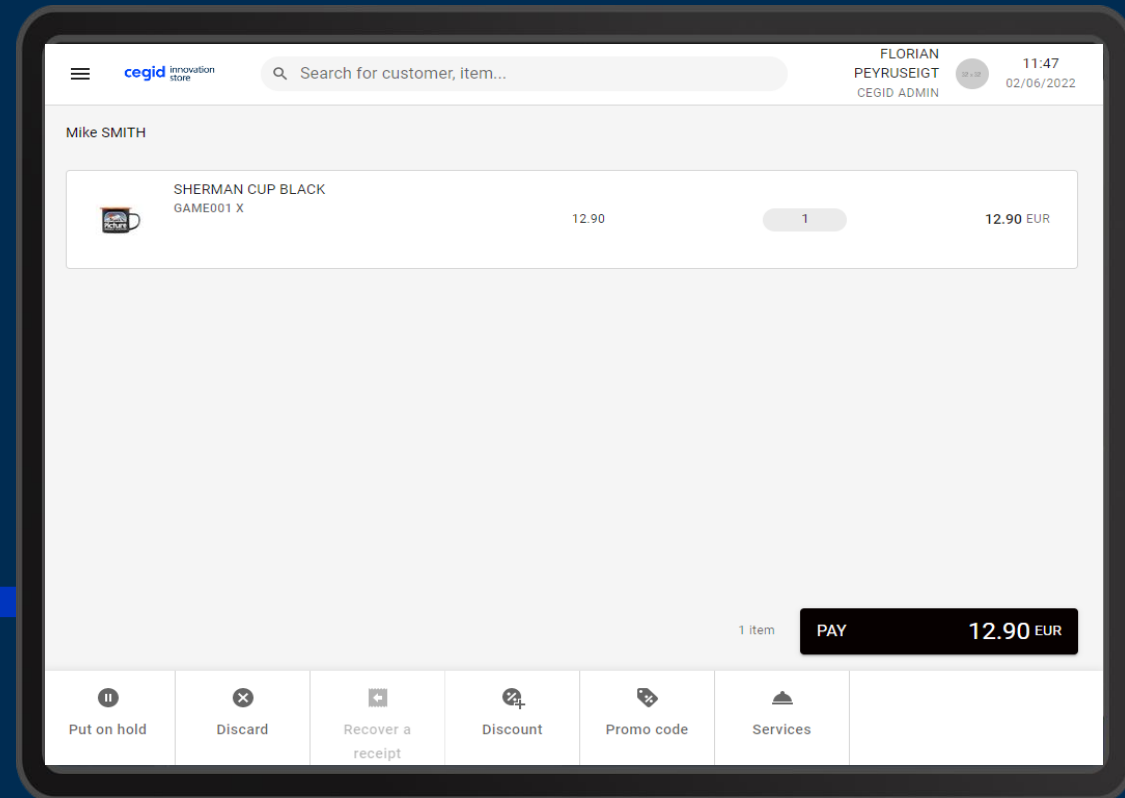 cegid innovation store
Search for customer, item...
FLORIAN
PEYRUSEIGT
CEGID ADMIN
11:47
02/06/2022
Mike SMITH
SHERMAN CUP BLACK
GAME001 X
12.90
1
12.90 EUR
Picture
1 item
PAY 12.90 EUR
Put on hold
Discard
Recover a
receipt
Discount
Promo code
Services